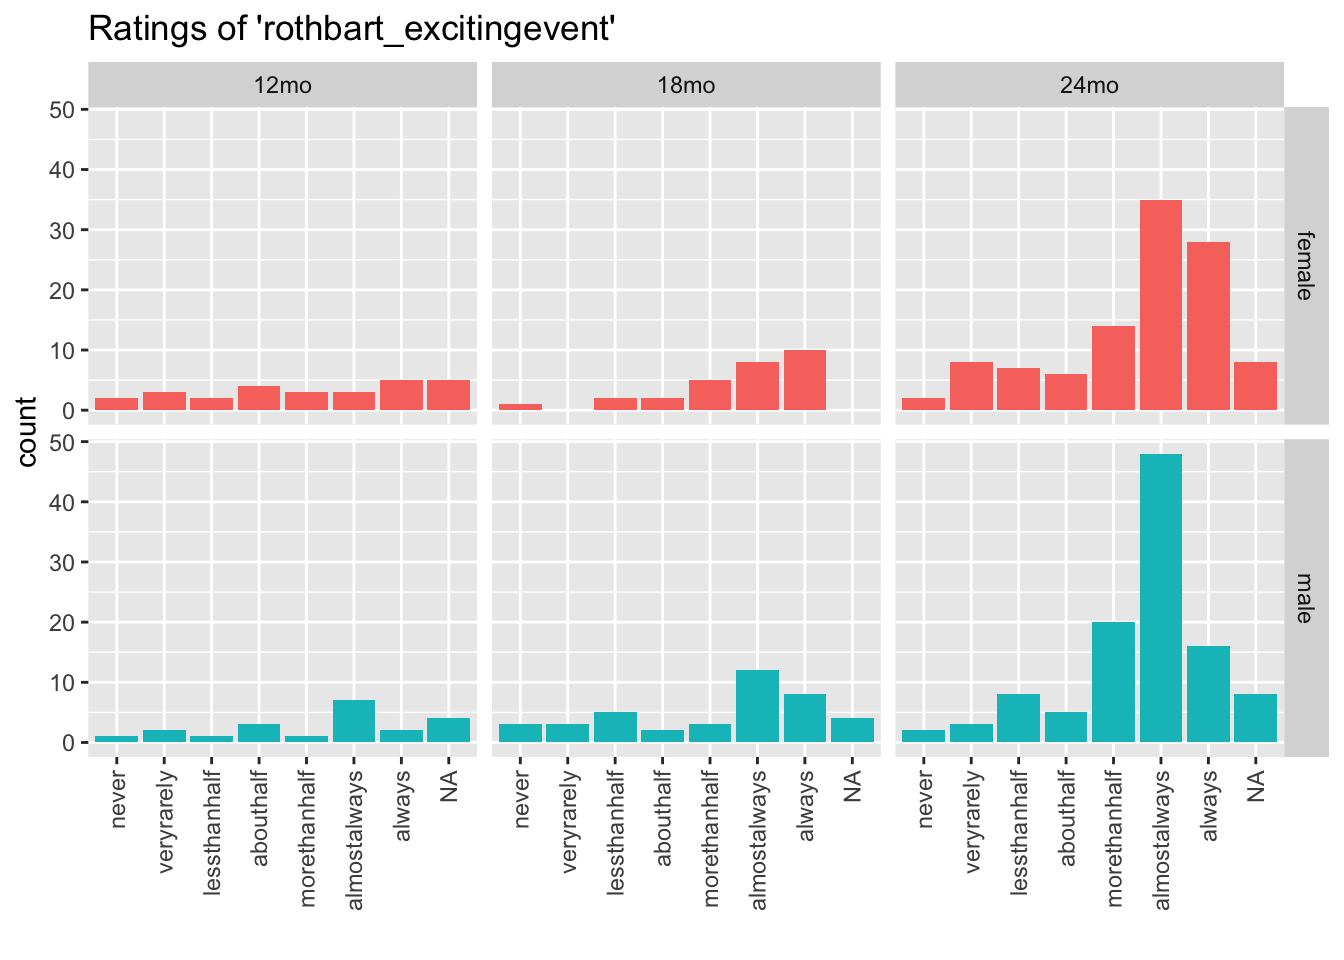 Ratings of 'rothbart_excitingevent'
12mo 18mo 24mo
50
40
30
20
10
0
female
count
50
40
30
20
10
0
male
never veryrarely lessthanhalf abouthalf morethanhalf almostalways always NA never veryrarely lessthanhalf abouthalf morethanhalf almostalways always NA never veryrarely lessthanhalf abouthalf morethanhalf almostalways always NA